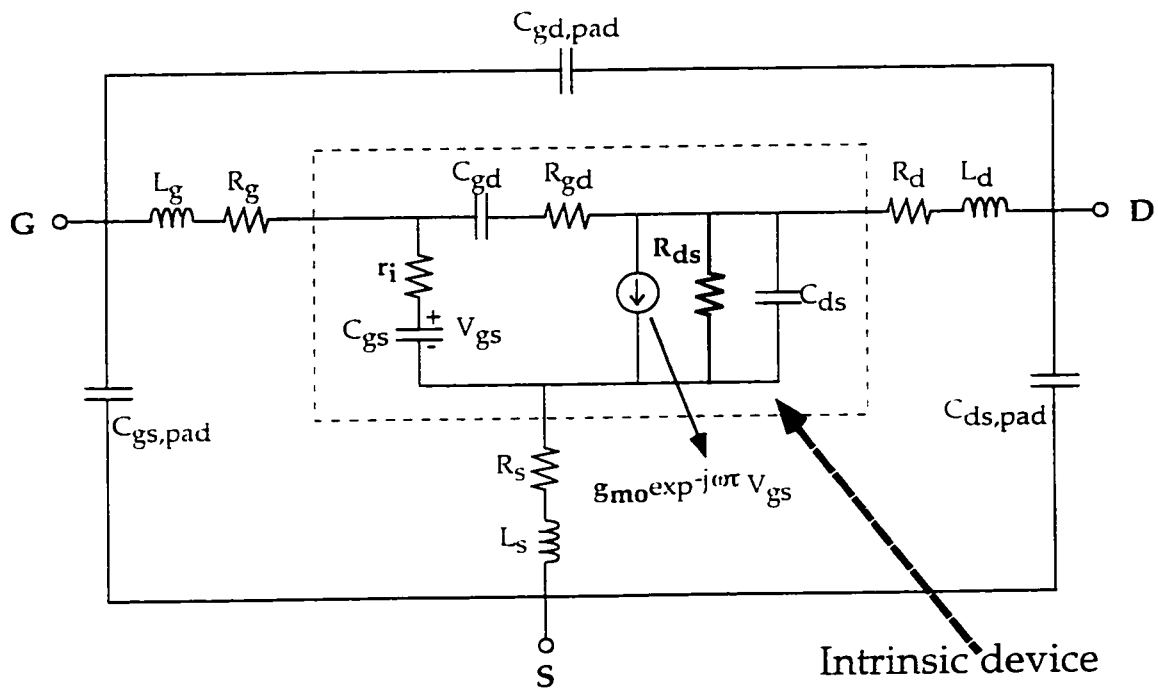 Cgd,pad
Lg
Rg
Cgd
Rgd
Rd
Ld
G
D
ri
Rds
Cds
Cgs
+
-
Vgs
Cgs,pad
Cds,pad
Rs
gmoexp-jωτ Vgs
Ls
S
Intrinsic device